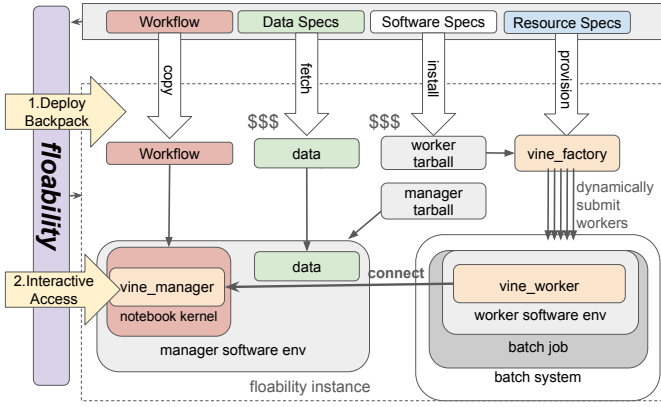 Workflow
Data Specs
Software Specs
Resource Specs
copy
fetch
install
provision
1.Deploy
Backpack
floability
$$$
$$$
Workflow
data
worker
tarball
vine_factory
manager
tarball
dynamically
submit
workers
2.Interactive
Access
data
vine_manager
connect
vine_worker
notebook kernel
worker software env
manager software env
batch job
batch system
floability instance